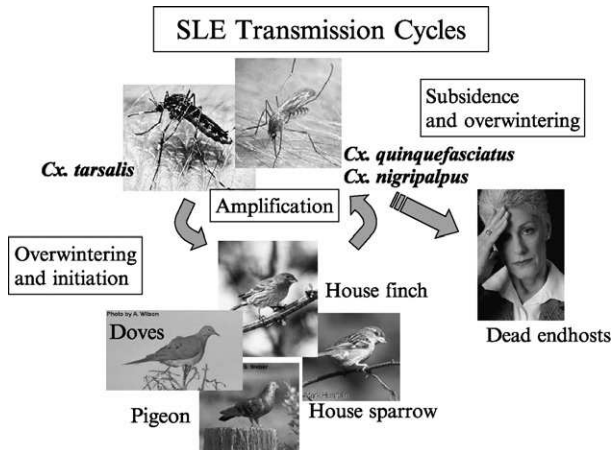 SLE Transmission Cycles
Subsidence
and overwintering
Cx. tarsalis
Cx. quinquefasciatus
Cx. nigripalpus
Amplification
Overwintering
and initiation
House finch
Photo by A. Wilson
Doves
Dead endhosts
Pigeon
House sparrow